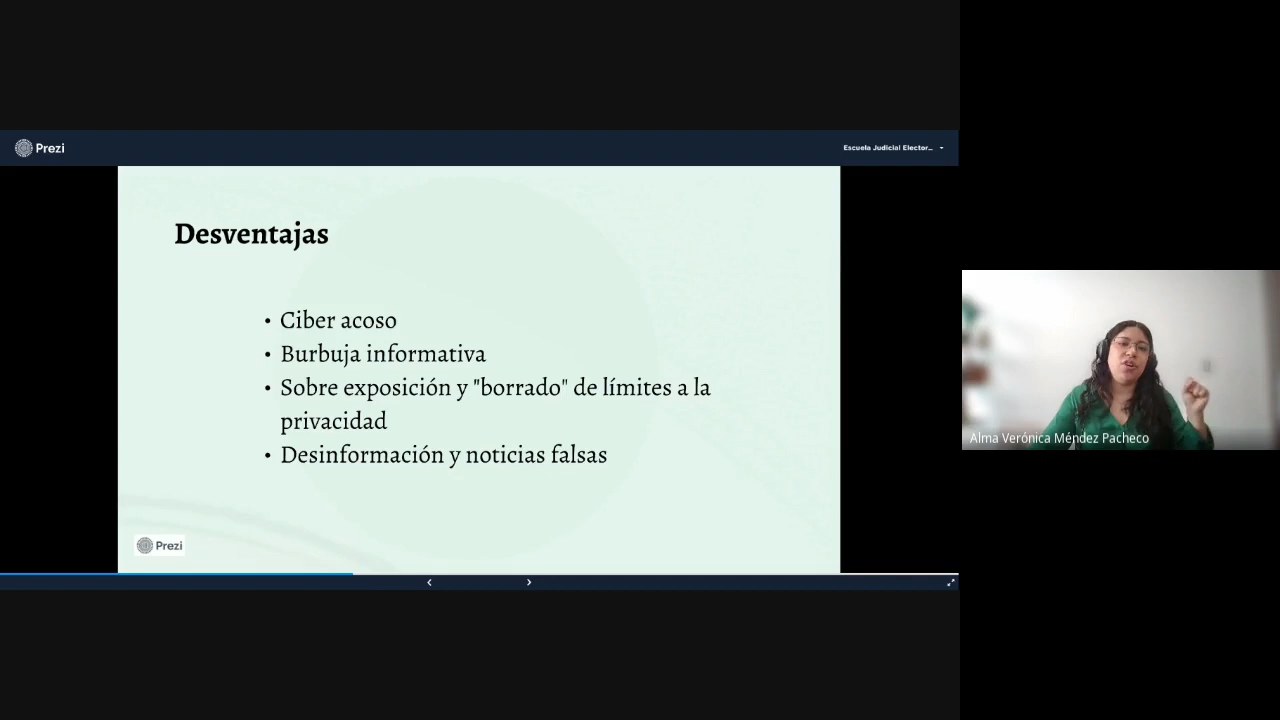 Prezi
Escuela Judicial Elector...
Desventajas
• Ciber acoso
• Burbuja informativa
• Sobre exposición y "borrado" de límites a la
privacidad
• Desinformación y noticias falsas
Prezi
Alma Verónica Méndez Pacheco